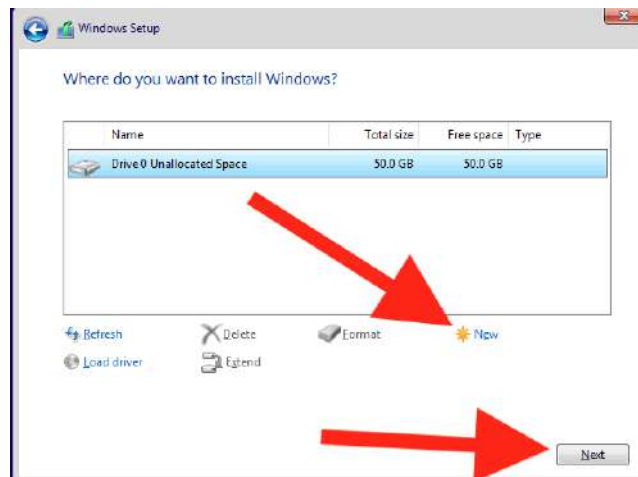 Windows Setup
Where do you want to install Windows?
Name Total size Free space Type
Drive 0 Unallocated Space 50.0 GB 50.0 GB
Refresh Delete Format New
Load driver Extend
Next